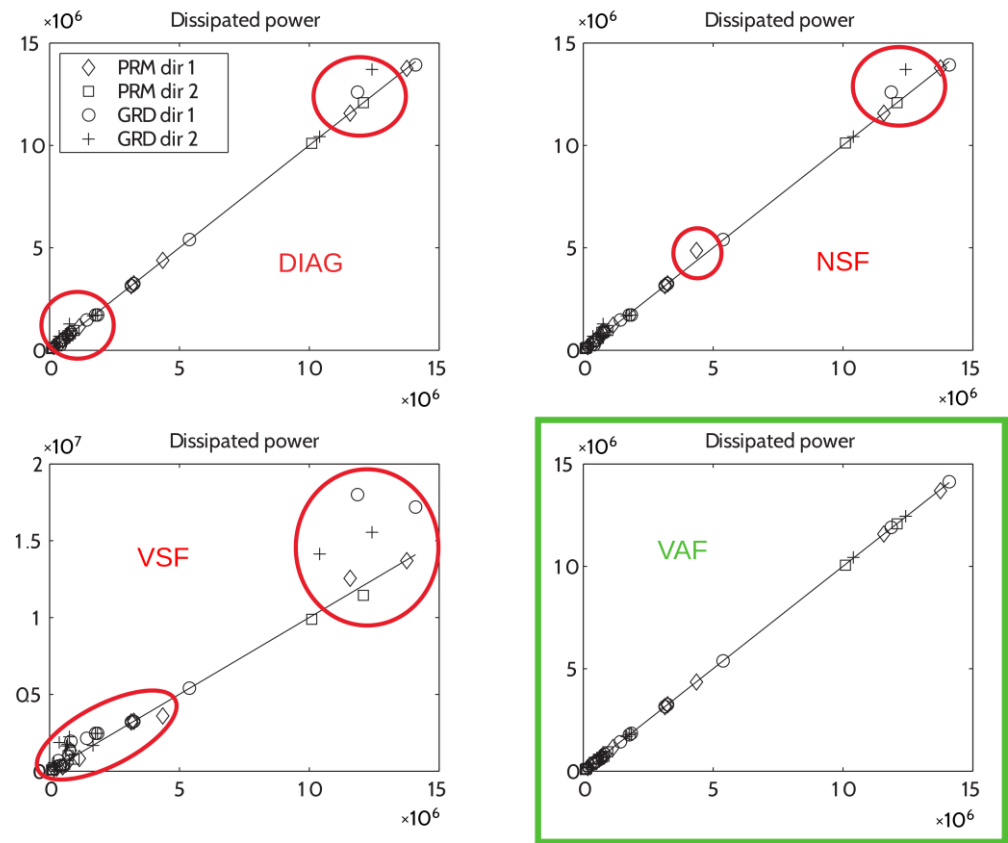 ×10⁶
Dissipated power
15
10
5
0
PRM dir 1
PRM dir 2
GRD dir 1
GRD dir 2
DIAG
0 5 10 15
×10⁶
×10⁶
Dissipated power
15
10
5
0
NSF
0 5 10 15
×10⁶
×10⁷
Dissipated power
2
1.5
1
0.5
0
VSF
0 5 10 15
×10⁶
×10⁶
Dissipated power
15
10
5
0
VAF
0 5 10 15
×10⁶